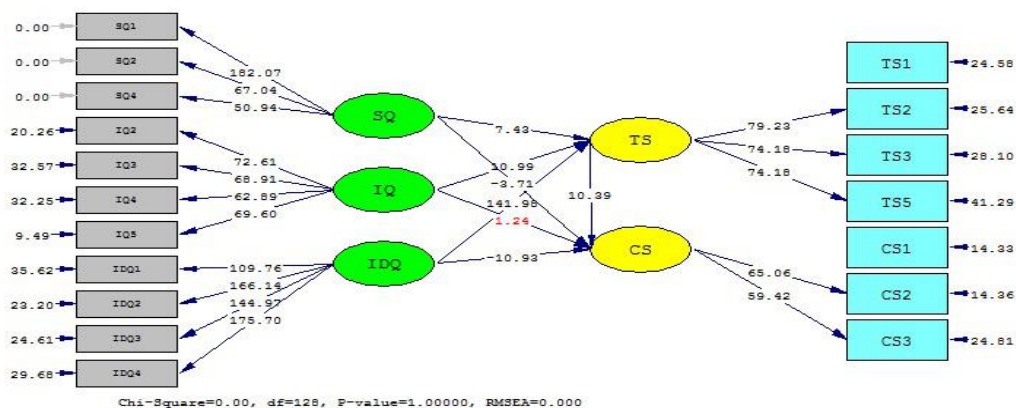 0.00 SQ1
0.00 SQ2
0.00 SQ4
20.26 IQ2
32.57 IQ3
32.25 IQ4
9.49 IQ5
35.62 IDQ1
23.20 IDQ2
24.61 IDQ3
29.68 IDQ4
182.07
67.04
50.94
72.61
68.91
62.89
69.60
109.76
166.14
144.97
175.70
SQ
IQ
IDQ
7.43
10.99
-3.71
141.98
1.24
-10.93
10.39
TS
CS
79.23
74.18
74.18
65.06
59.42
TS1 24.58
TS2 25.64
TS3 28.10
TS5 41.29
CS1 14.33
CS2 14.36
CS3 24.81
Chi-Square=0.00, df=128, P-value=1.00000, RMSEA=0.000